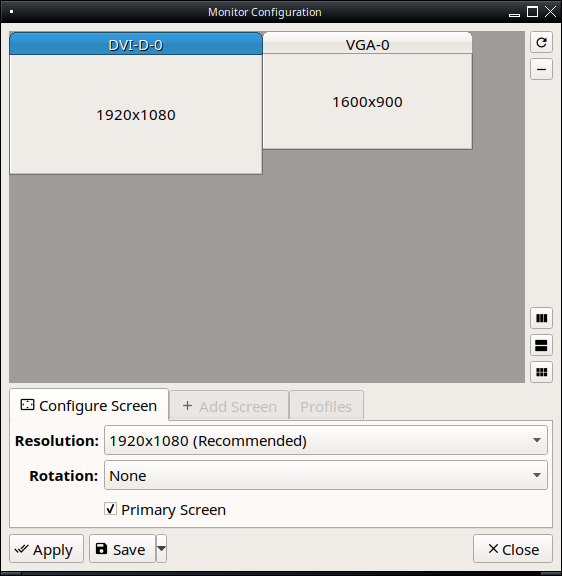 Monitor Configuration
DVI-D-0 VGA-0
1920x1080 1600x900
Configure Screen Add Screen Profiles
Resolution: 1920x1080 (Recommended)
Rotation: None
Primary Screen
Apply Save Close